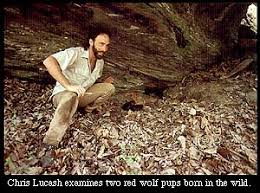 Chris Lucash examines two red wolf pups born in the wild.